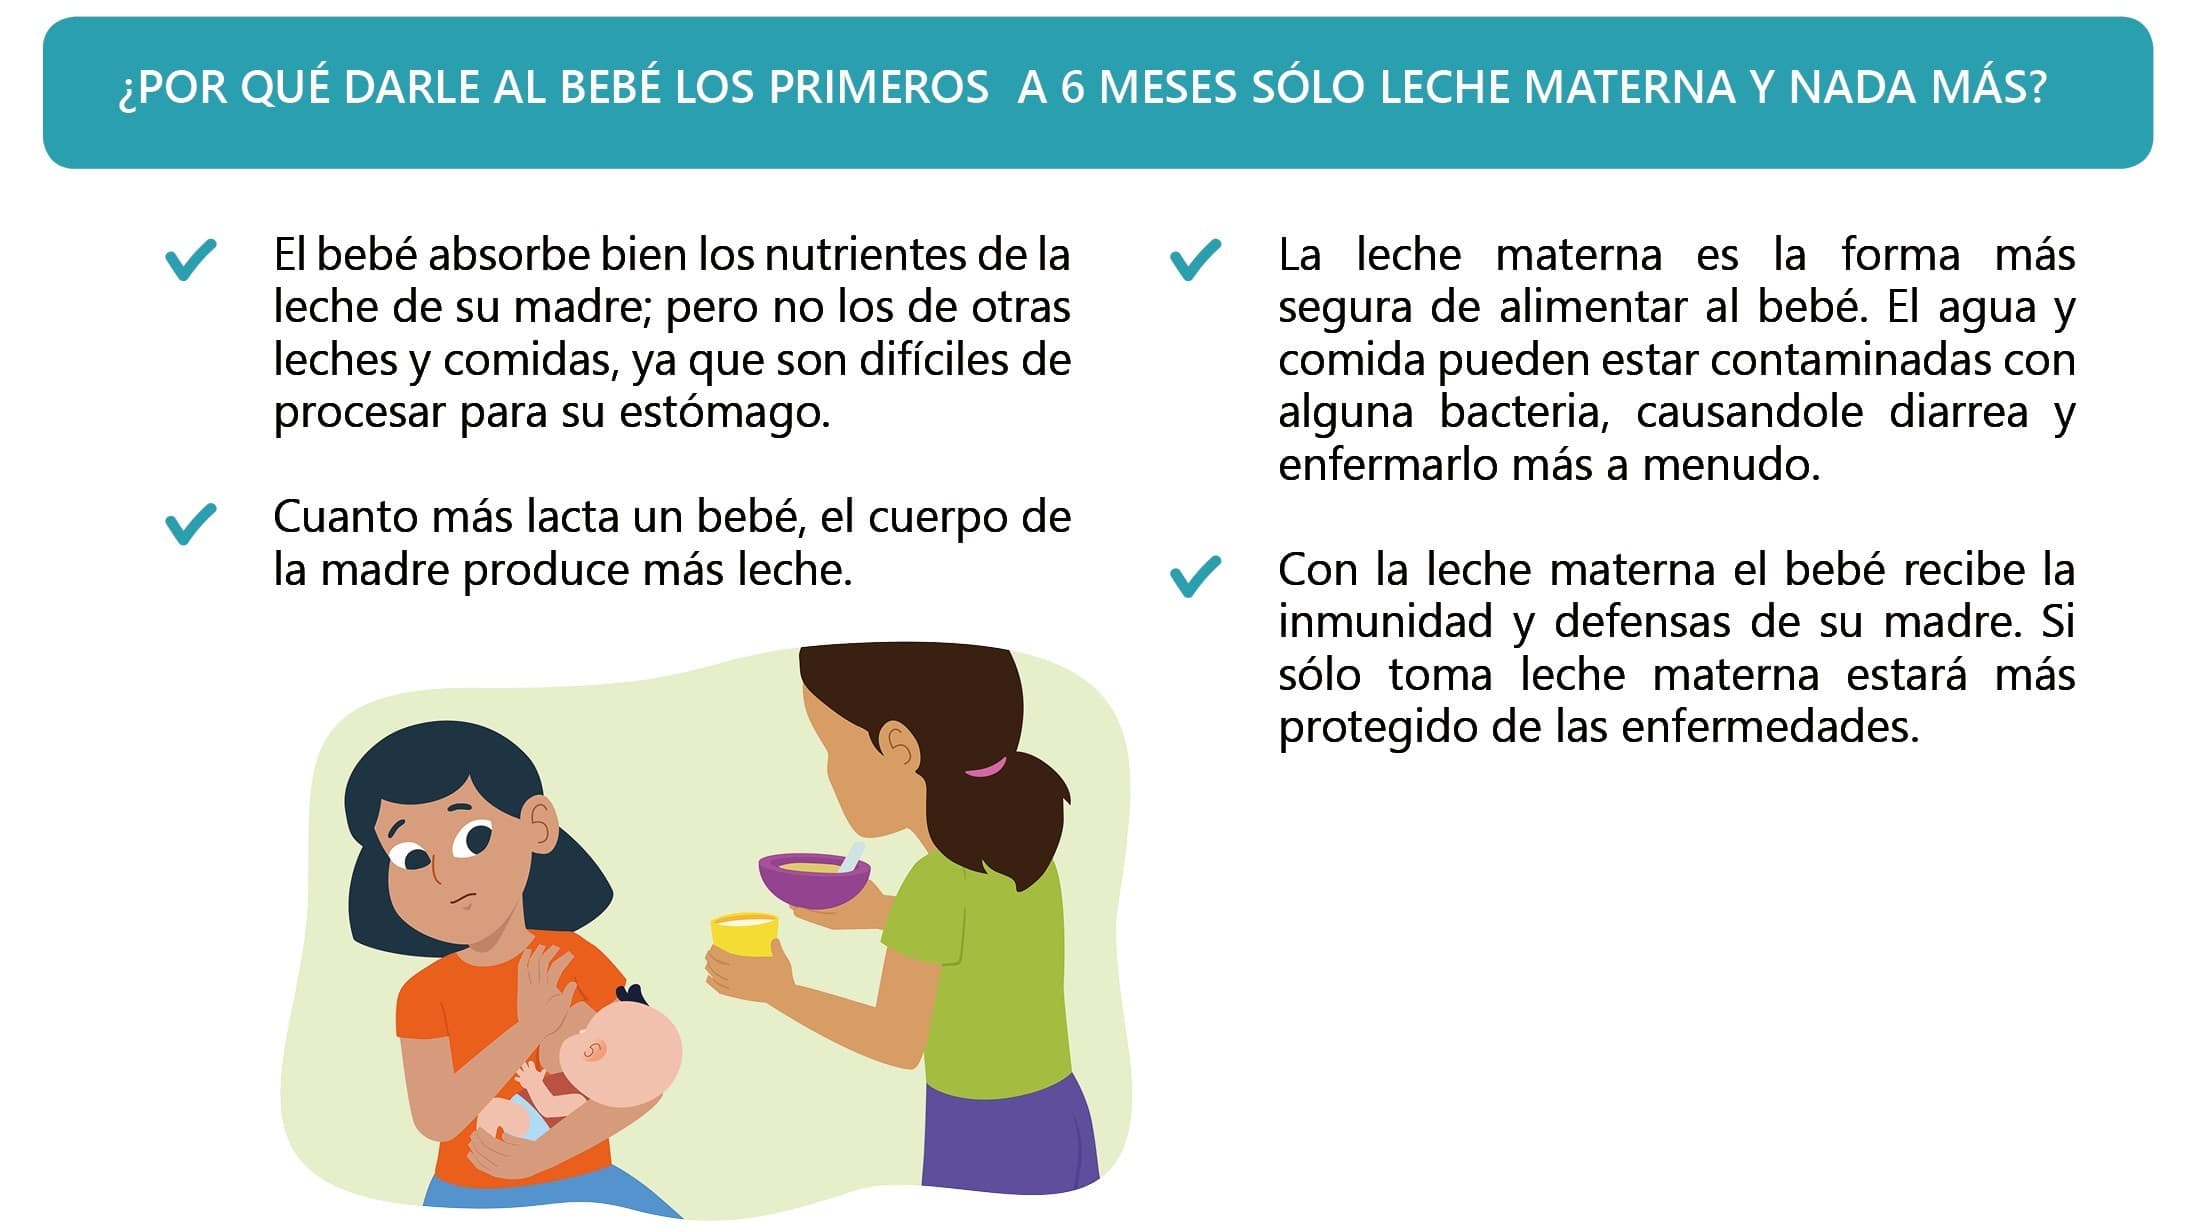 ¿POR QUÉ DARLE AL BEBÉ LOS PRIMEROS  A 6 MESES SÓLO LECHE MATERNA Y NADA MÁS?
El bebé absorbe bien los nutrientes de la
leche de su madre; pero no los de otras
leches y comidas, ya que son difíciles de
procesar para su estómago.
Cuanto más lacta un bebé, el cuerpo de
la madre produce más leche.
La leche materna es la forma más
segura de alimentar al bebé. El agua y
comida pueden estar contaminadas con
alguna bacteria, causandole diarrea y
enfermarlo más a menudo.
Con la leche materna el bebé recibe la
inmunidad y defensas de su madre. Si
sólo toma leche materna estará más
protegido de las enfermedades.